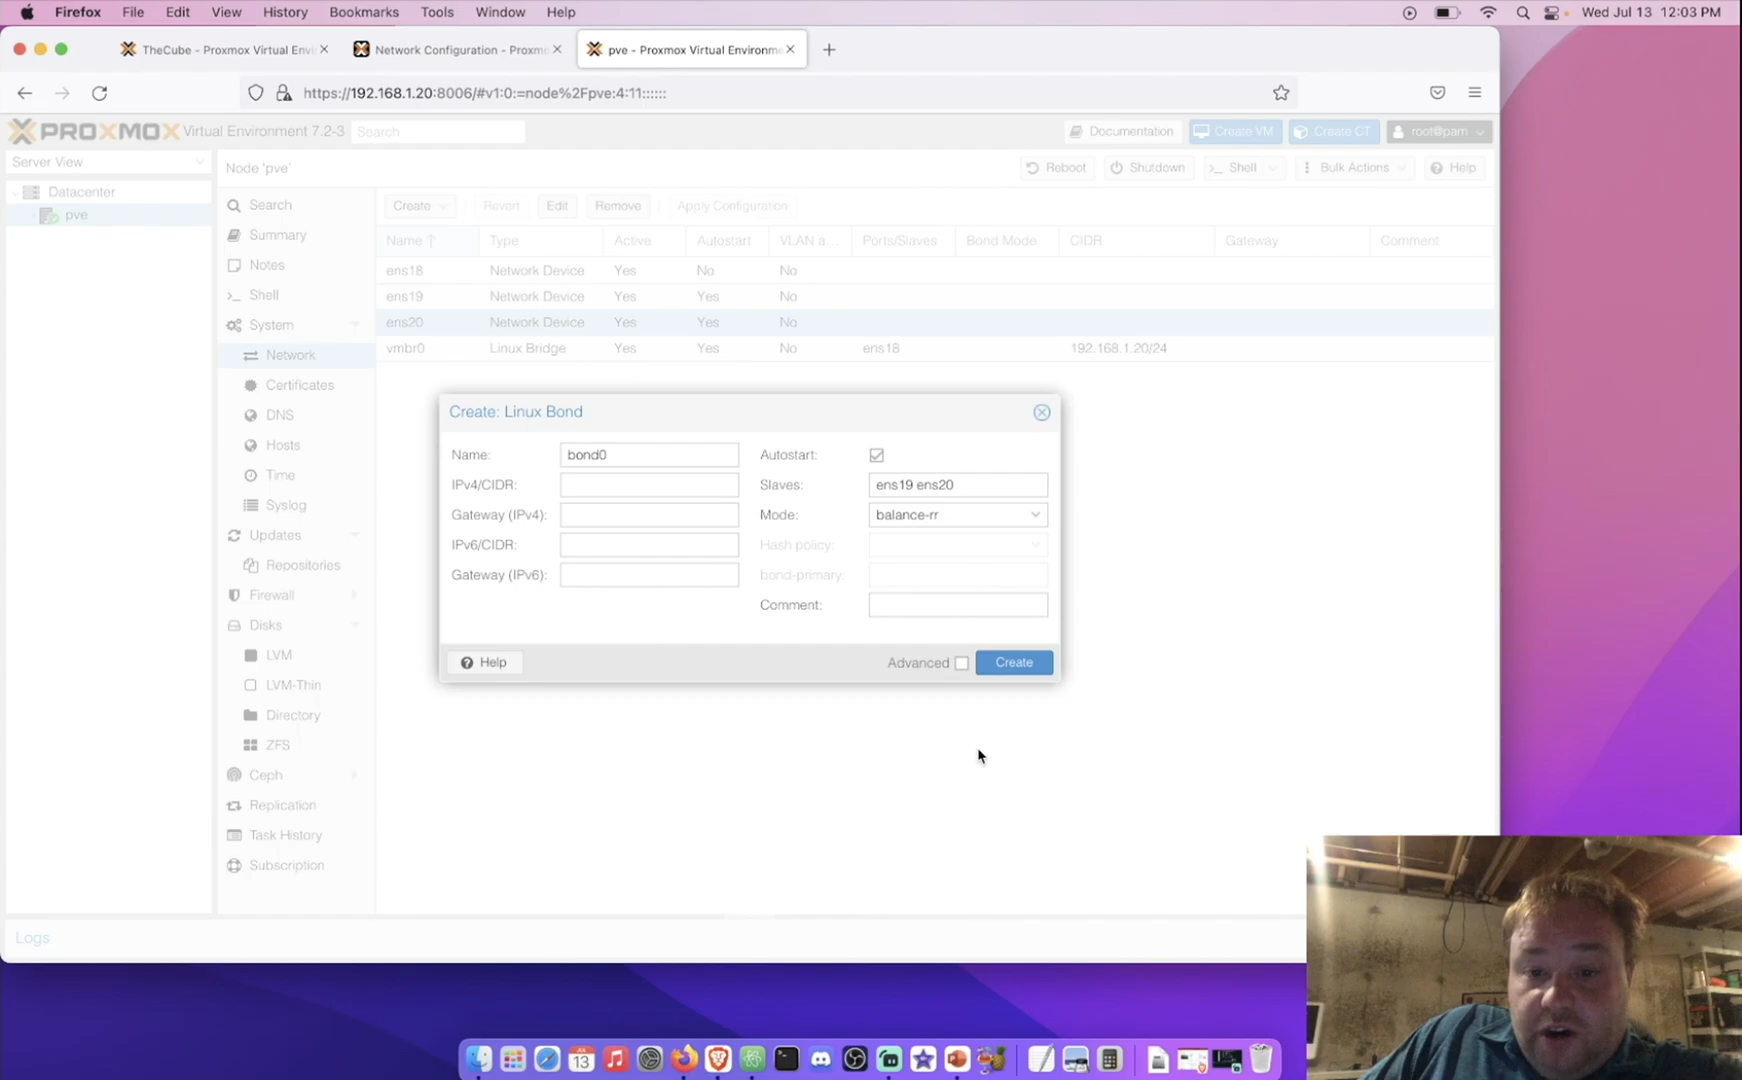 Firefox File Edit View History Bookmarks Tools Window Help Wed Jul 13 12:03 PM
TheCube - Proxmox Virtual Envi Network Configuration - Proxmo pve - Proxmox Virtual Environme
https://192.168.1.20:8006/#v1:0:=node%2Fpve:4:11::::::
PROXMOX Virtual Environment 7.2-3 Search Documentation Create VM Create CT root@pam
Server View
Node 'pve' Reboot Shutdown Shell Bulk Actions Help
Datacenter
pve
Search
Summary
Notes
Shell
System
Network
Certificates
DNS
Hosts
Time
Syslog
Updates
Repositories
Firewall
Disks
LVM
LVM-Thin
Directory
ZFS
Ceph
Replication
Task History
Subscription
Create Revert Edit Remove Apply Configuration
Name Type Active Autostart VLAN a... Ports/Slaves Bond Mode CIDR Gateway Comment
ens18 Network Device Yes No No
ens19 Network Device Yes Yes No
ens20 Network Device Yes Yes No
vmbr0 Linux Bridge Yes Yes No ens18 192.168.1.20/24
Create: Linux Bond
Name: bond0 Autostart:
IPv4/CIDR: Slaves: ens19 ens20
Gateway (IPv4): Mode: balance-rr
IPv6/CIDR: Hash policy:
Gateway (IPv6): bond-primary:
Comment:
Help Advanced Create
Logs
13